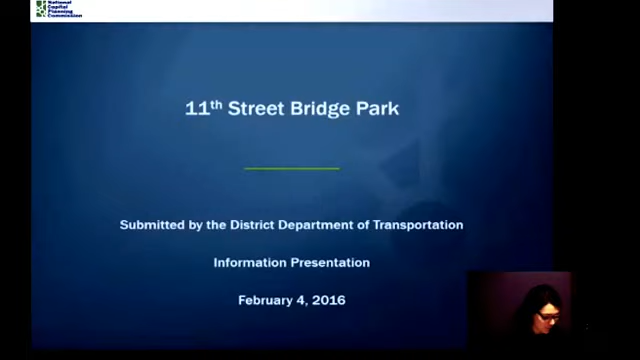 National
Capital
Planning
Commission
11th Street Bridge Park
Submitted by the District Department of Transportation
Information Presentation
February 4, 2016